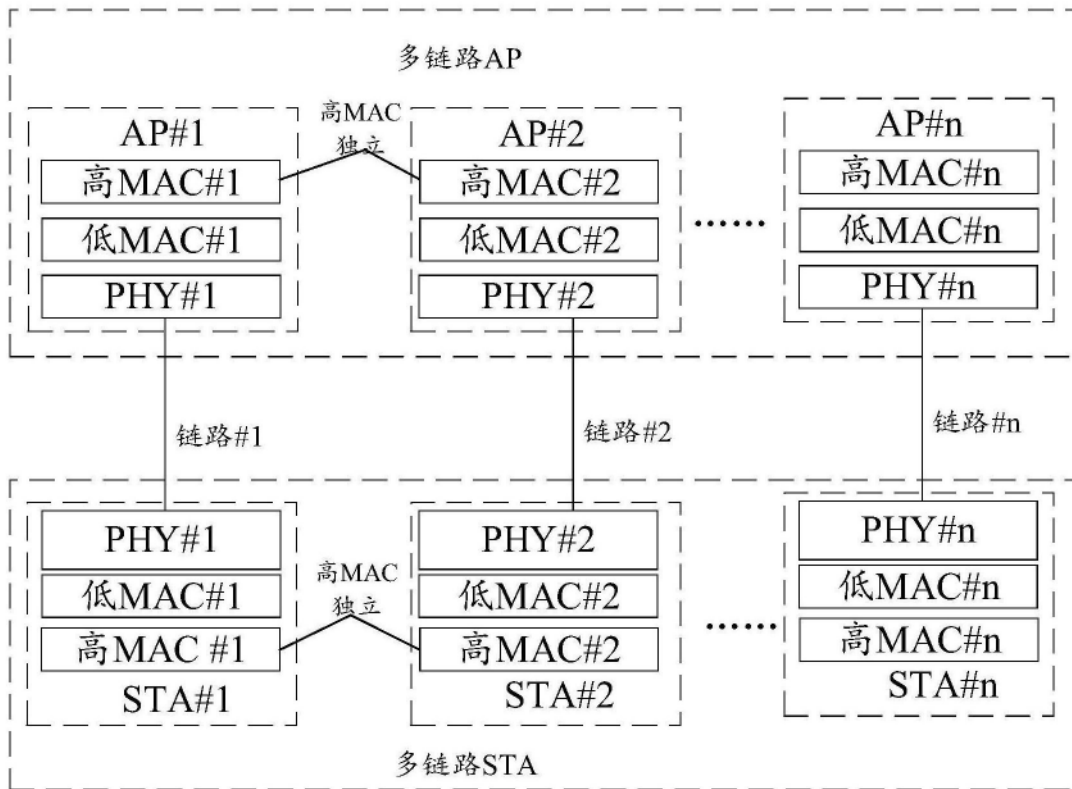 多链路AP
AP#1
高MAC#1
低MAC#1
PHY#1
高MAC
独立
AP#2
高MAC#2
低MAC#2
PHY#2
……
AP#n
高MAC#n
低MAC#n
PHY#n
链路#1
链路#2
链路#n
PHY#1
低MAC#1
高MAC #1
STA#1
高MAC
独立
PHY#2
低MAC#2
高MAC#2
STA#2
……
PHY#n
低MAC#n
高MAC#n
STA#n
多链路STA